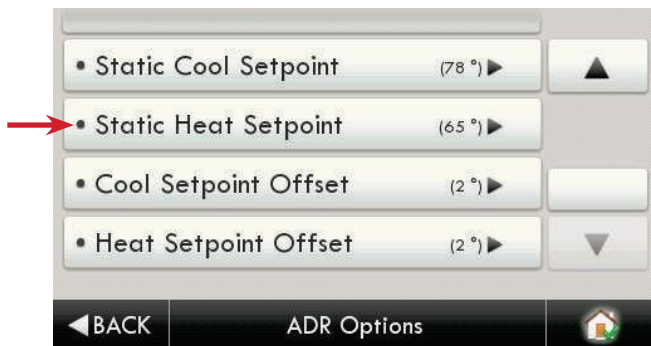 • Static Cool Setpoint (78 °)▶
• Static Heat Setpoint (65 °)▶
• Cool Setpoint Offset (2 °)▶
• Heat Setpoint Offset (2 °)▶
◀BACK ADR Options